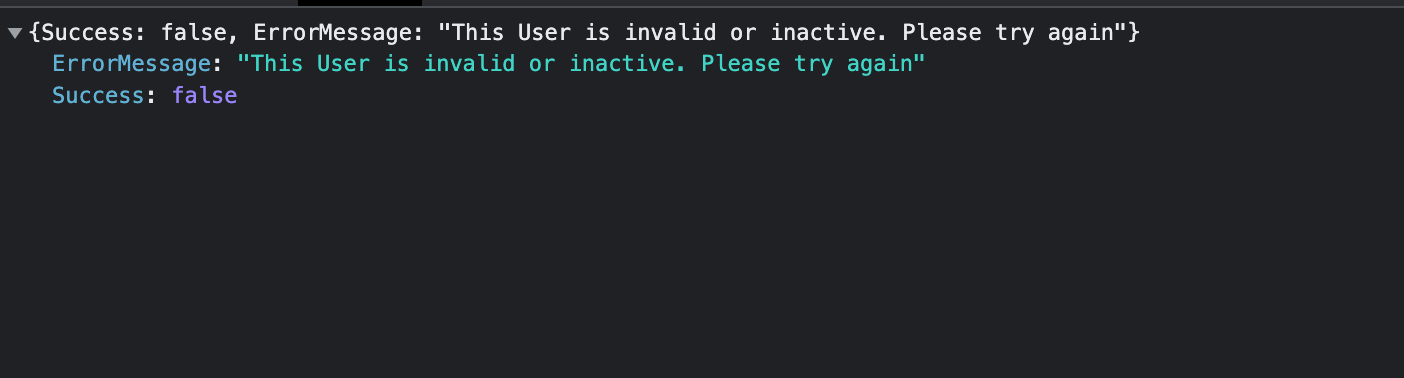 {Success: false, ErrorMessage: "This User is invalid or inactive. Please try again"}
ErrorMessage: "This User is invalid or inactive. Please try again"
Success: false